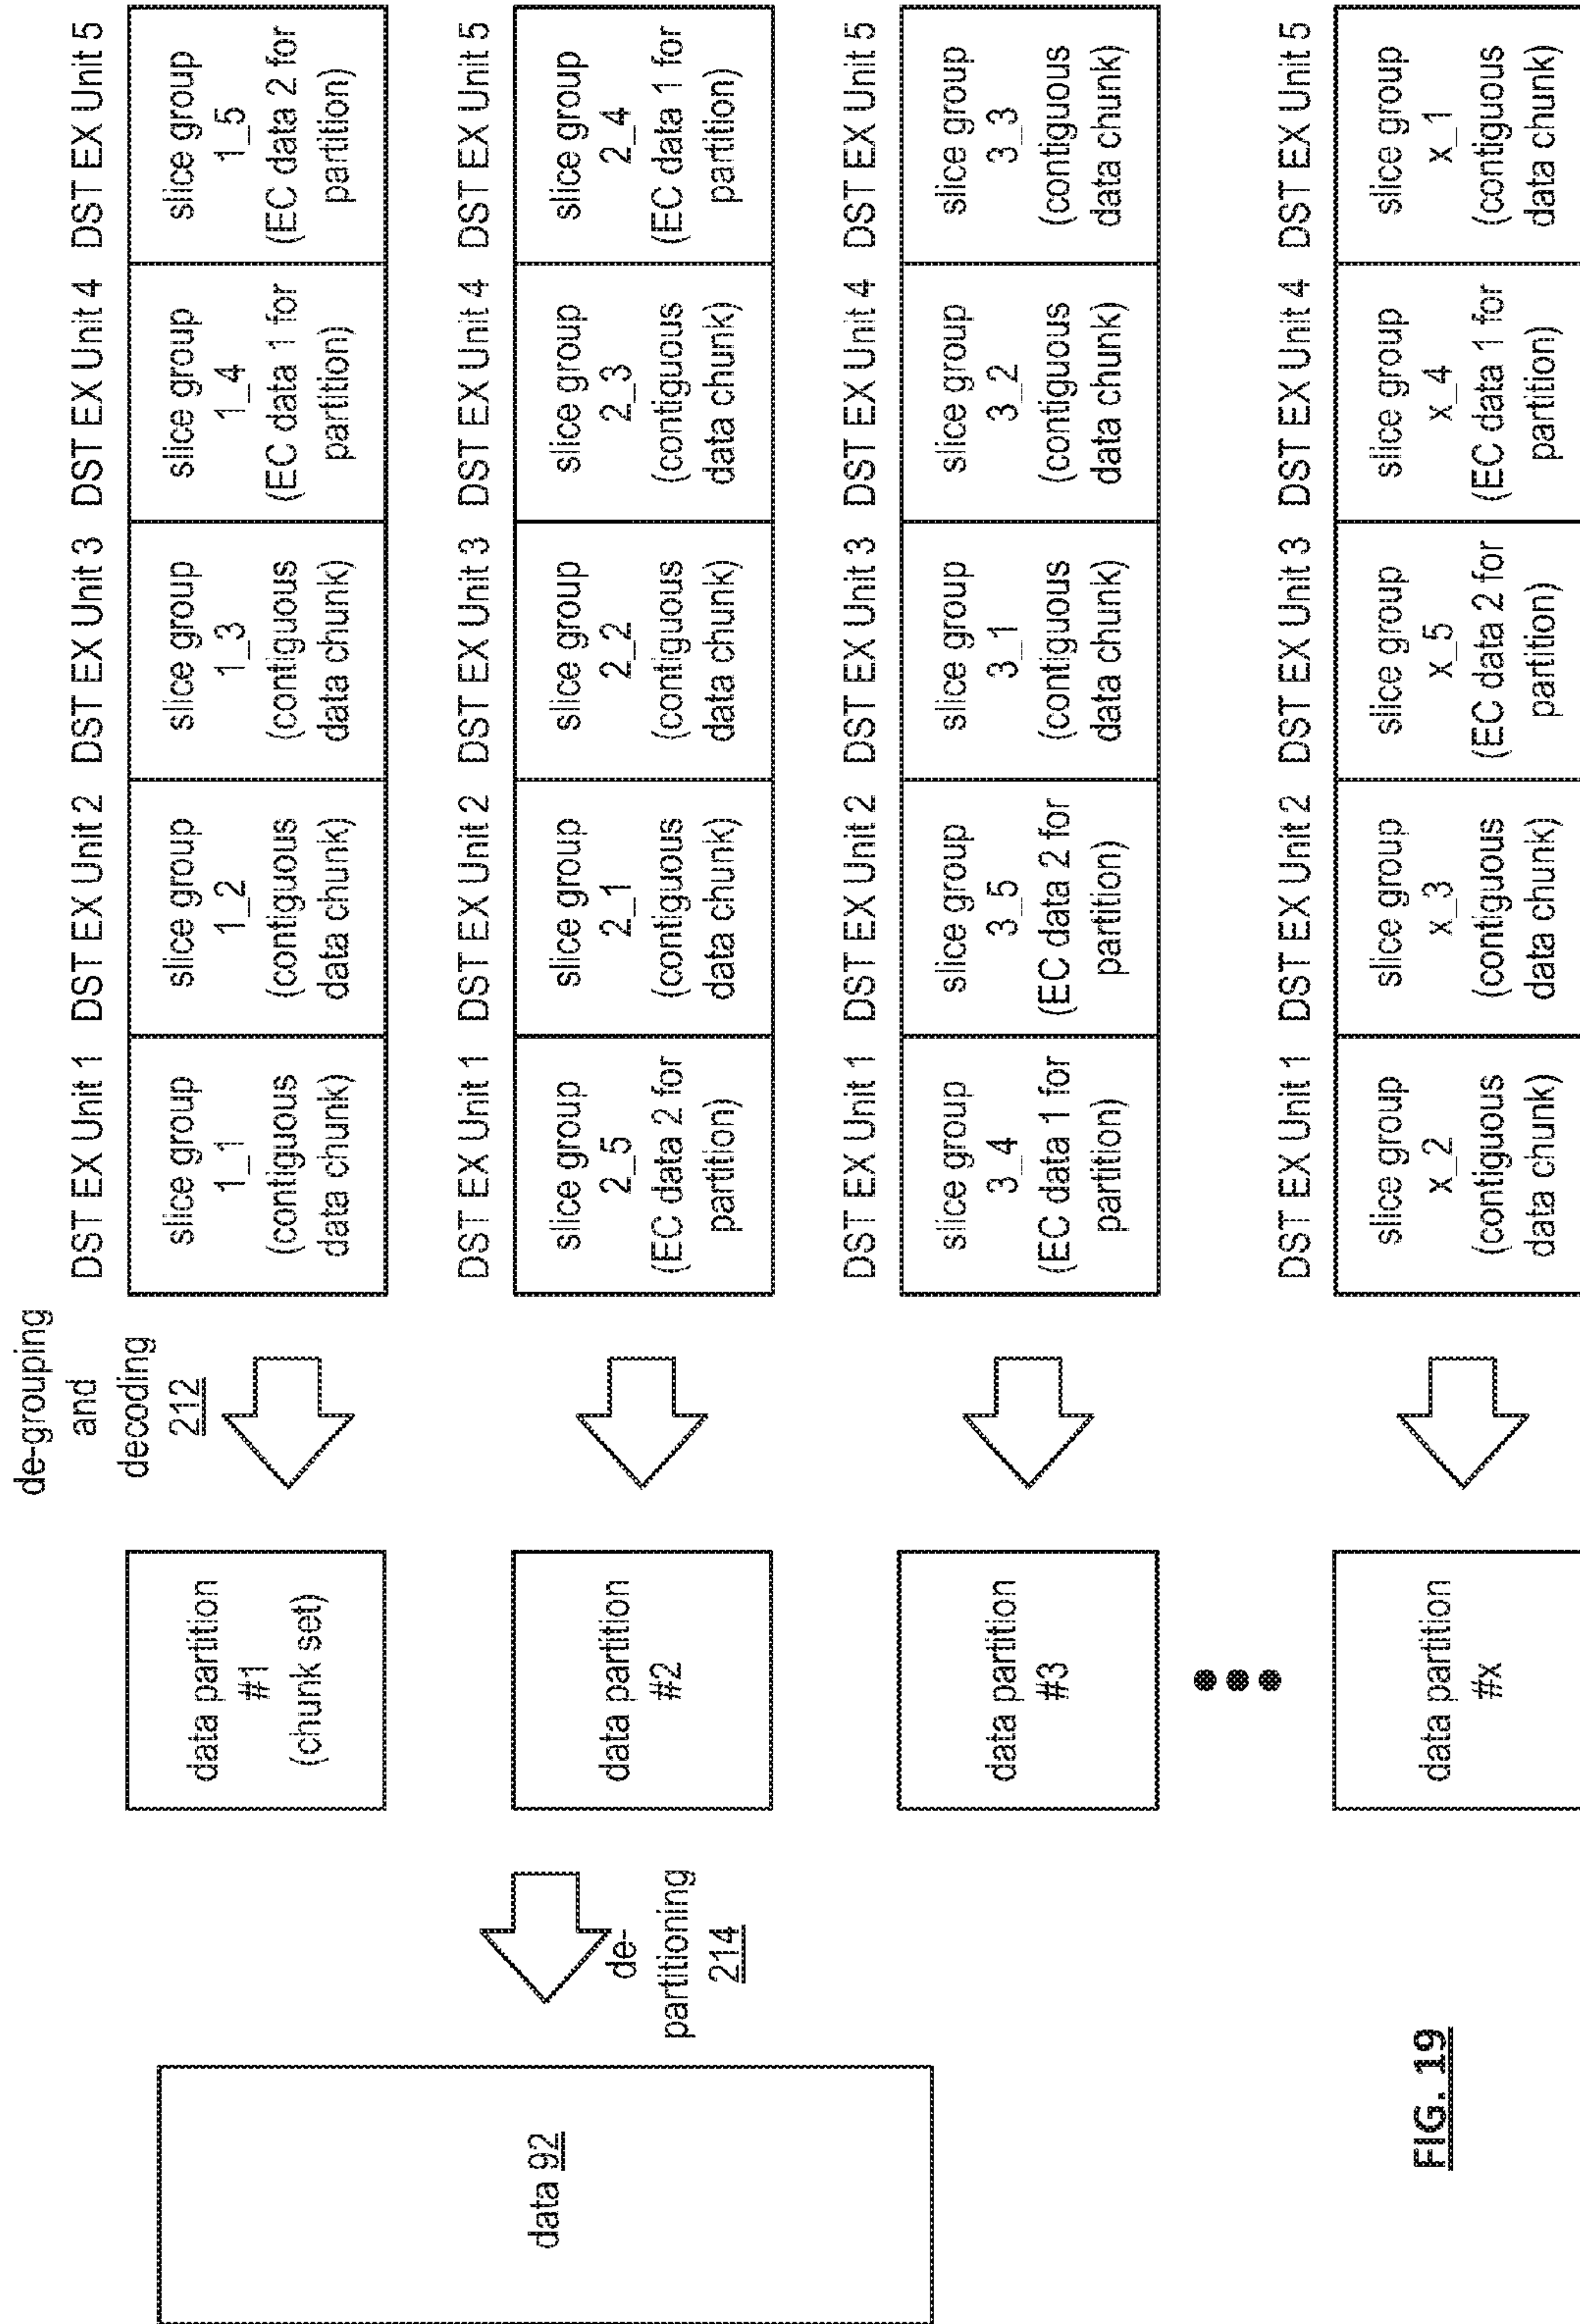 de-grouping
and
decoding
212
DST EX Unit 1 DST EX Unit 2 DST EX Unit 3 DST EX Unit 4 DST EX Unit 5
data partition
#1
(chunk set)
slice group
1_1
(contiguous
data chunk)
slice group
1_2
(contiguous
data chunk)
slice group
1_3
(contiguous
data chunk)
slice group
1_4
(EC data 1 for
partition)
slice group
1_5
(EC data 2 for
partition)
data 92
de-
partitioning
214
DST EX Unit 1 DST EX Unit 2 DST EX Unit 3 DST EX Unit 4 DST EX Unit 5
data partition
#2
slice group
2_5
(EC data 2 for
partition)
slice group
2_1
(contiguous
data chunk)
slice group
2_2
(contiguous
data chunk)
slice group
2_3
(contiguous
data chunk)
slice group
2_4
(EC data 1 for
partition)
DST EX Unit 1 DST EX Unit 2 DST EX Unit 3 DST EX Unit 4 DST EX Unit 5
data partition
#3
slice group
3_4
(EC data 1 for
partition)
slice group
3_5
(EC data 2 for
partition)
slice group
3_1
(contiguous
data chunk)
slice group
3_2
(contiguous
data chunk)
slice group
3_3
(contiguous
data chunk)
DST EX Unit 1 DST EX Unit 2 DST EX Unit 3 DST EX Unit 4 DST EX Unit 5
data partition
#x
slice group
x_2
(contiguous
data chunk)
slice group
x_3
(contiguous
data chunk)
slice group
x_5
(EC data 2 for
partition)
slice group
x_4
(EC data 1 for
partition)
slice group
x_1
(contiguous
data chunk)
FIG. 19